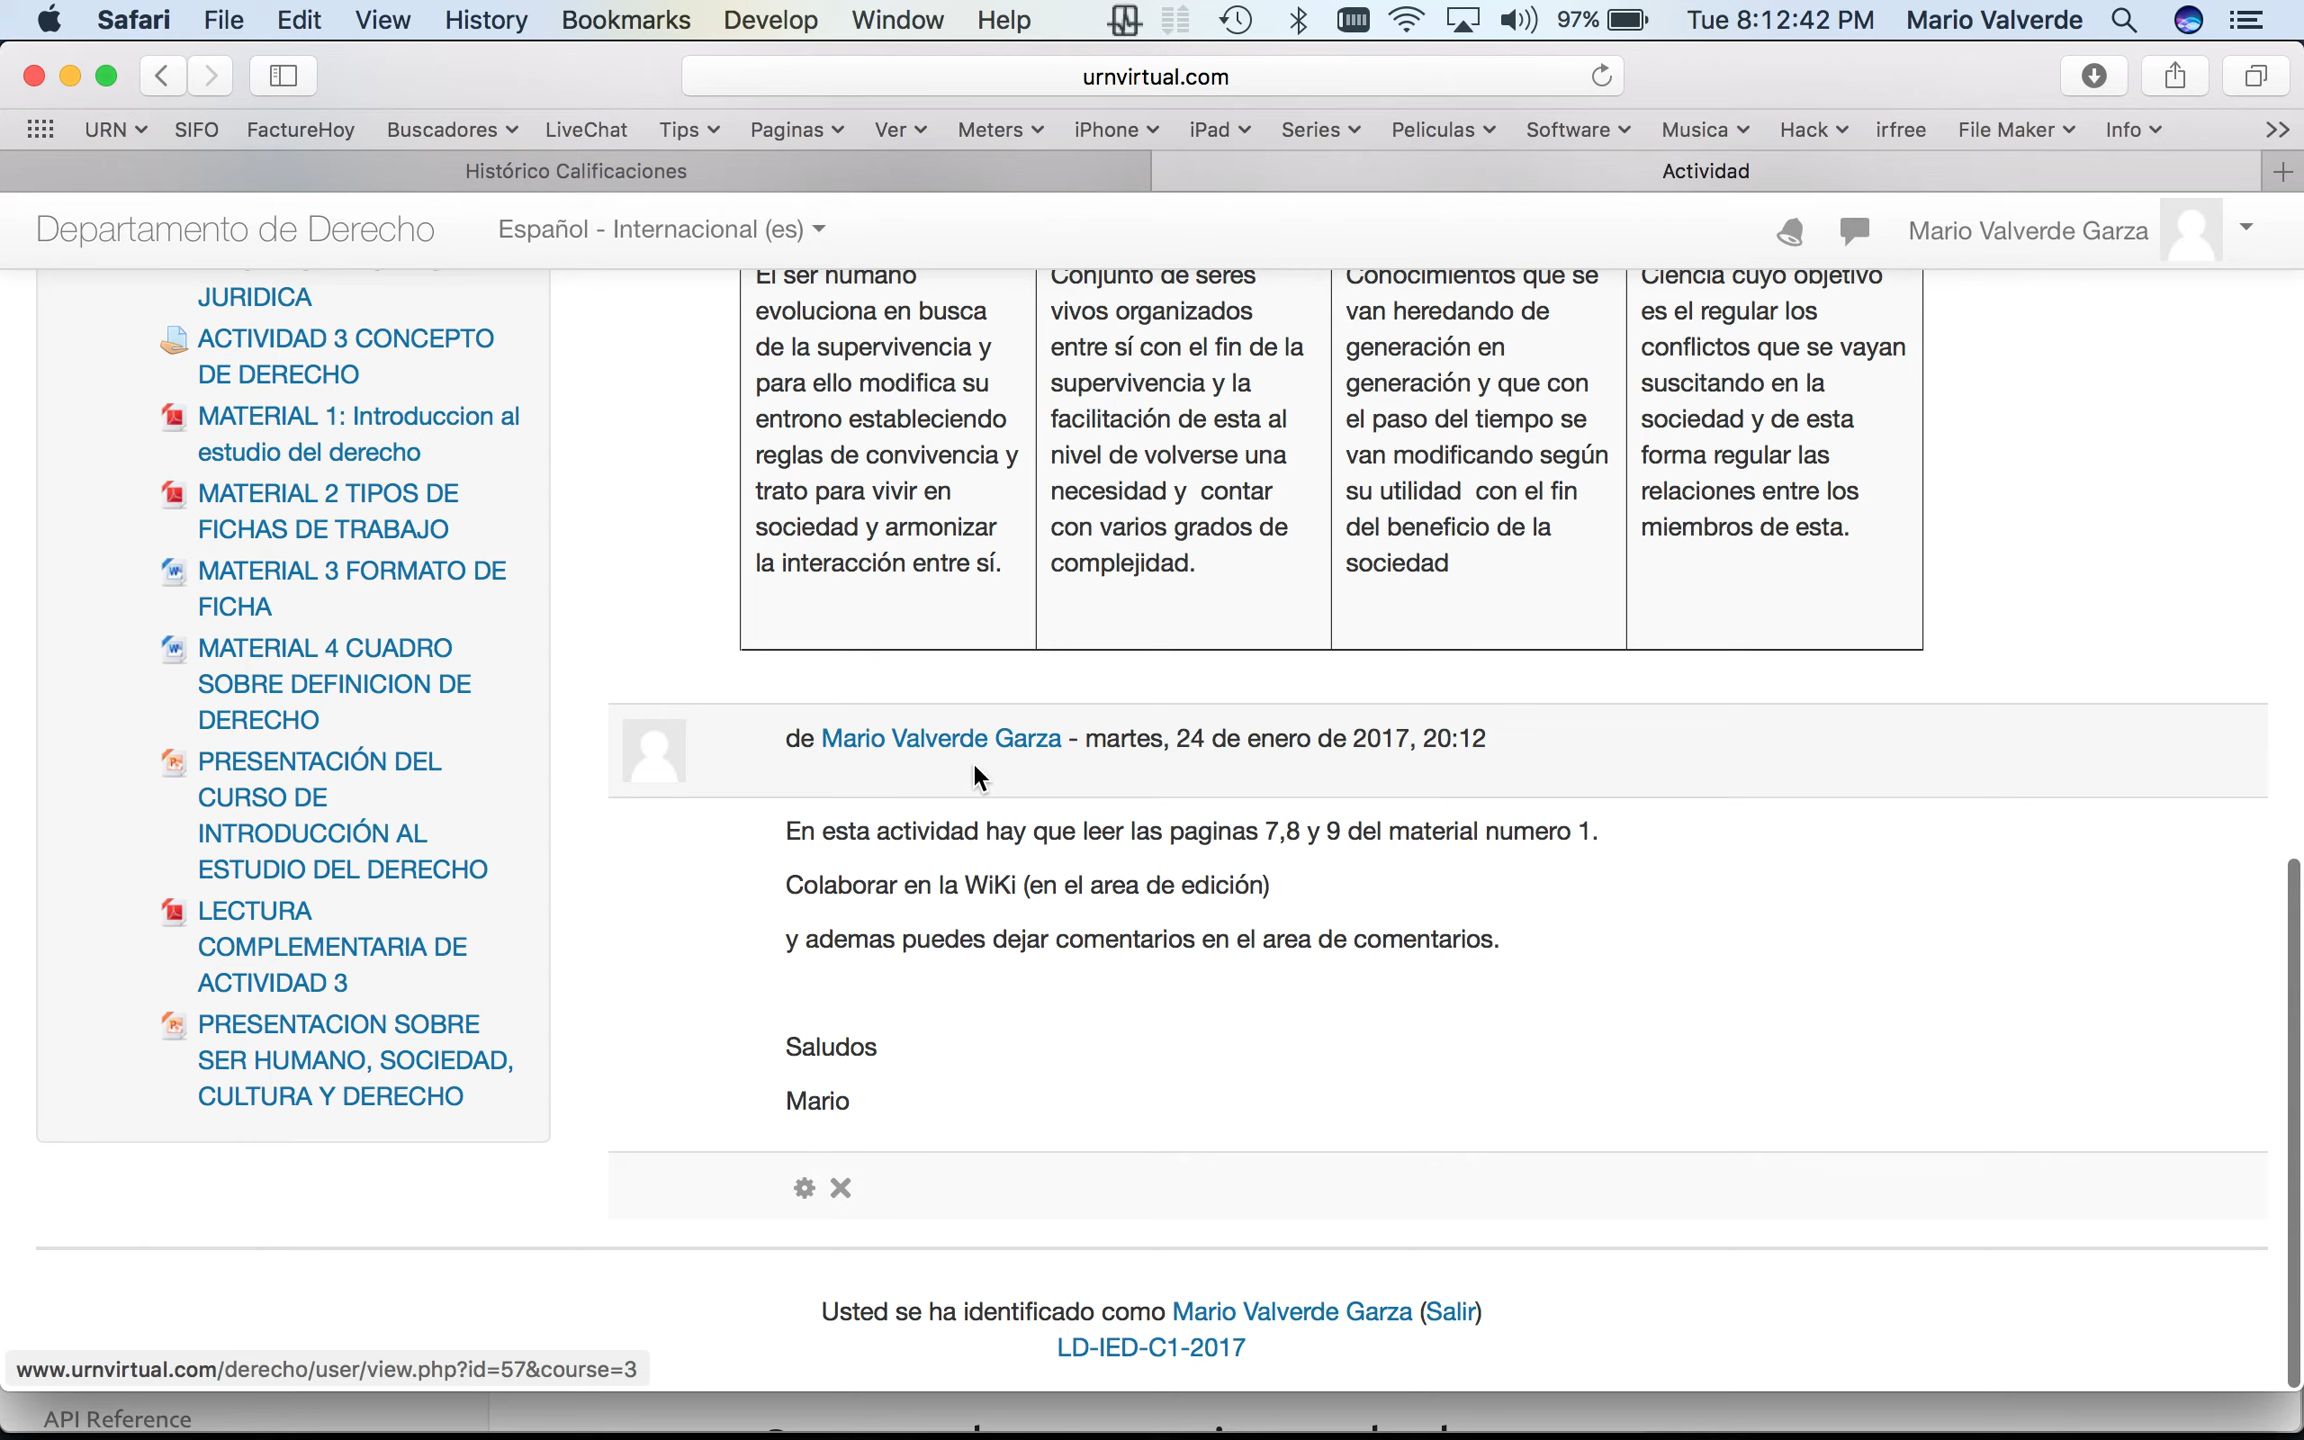 Safari File Edit View History Bookmarks Develop Window Help 97% Tue 8:12:42 PM Mario Valverde
urnvirtual.com
URN SIFO FactureHoy Buscadores LiveChat Tips Paginas Ver Meters iPhone iPad Series Peliculas Software Musica Hack irfree File Maker Info
Histórico Calificaciones Actividad
Departamento de Derecho Español - Internacional (es) Mario Valverde Garza
JURIDICA
ACTIVIDAD 3 CONCEPTO
DE DERECHO
MATERIAL 1: Introduccion al
estudio del derecho
MATERIAL 2 TIPOS DE
FICHAS DE TRABAJO
MATERIAL 3 FORMATO DE
FICHA
MATERIAL 4 CUADRO
SOBRE DEFINICION DE
DERECHO
PRESENTACIÓN DEL
CURSO DE
INTRODUCCIÓN AL
ESTUDIO DEL DERECHO
LECTURA
COMPLEMENTARIA DE
ACTIVIDAD 3
PRESENTACION SOBRE
SER HUMANO, SOCIEDAD,
CULTURA Y DERECHO
El ser humano
evoluciona en busca
de la supervivencia y
para ello modifica su
entrono estableciendo
reglas de convivencia y
trato para vivir en
sociedad y armonizar
la interacción entre sí.
Conjunto de seres
vivos organizados
entre sí con el fin de la
supervivencia y la
facilitación de esta al
nivel de volverse una
necesidad y contar
con varios grados de
complejidad.
Conocimientos que se
van heredando de
generación en
generación y que con
el paso del tiempo se
van modificando según
su utilidad con el fin
del beneficio de la
sociedad
Ciencia cuyo objetivo
es el regular los
conflictos que se vayan
suscitando en la
sociedad y de esta
forma regular las
relaciones entre los
miembros de esta.
de Mario Valverde Garza - martes, 24 de enero de 2017, 20:12
En esta actividad hay que leer las paginas 7,8 y 9 del material numero 1.
Colaborar en la WiKi (en el area de edición)
y ademas puedes dejar comentarios en el area de comentarios.
Saludos
Mario
Usted se ha identificado como Mario Valverde Garza (Salir)
LD-IED-C1-2017
www.urnvirtual.com/derecho/user/view.php?id=57&course=3
API Reference